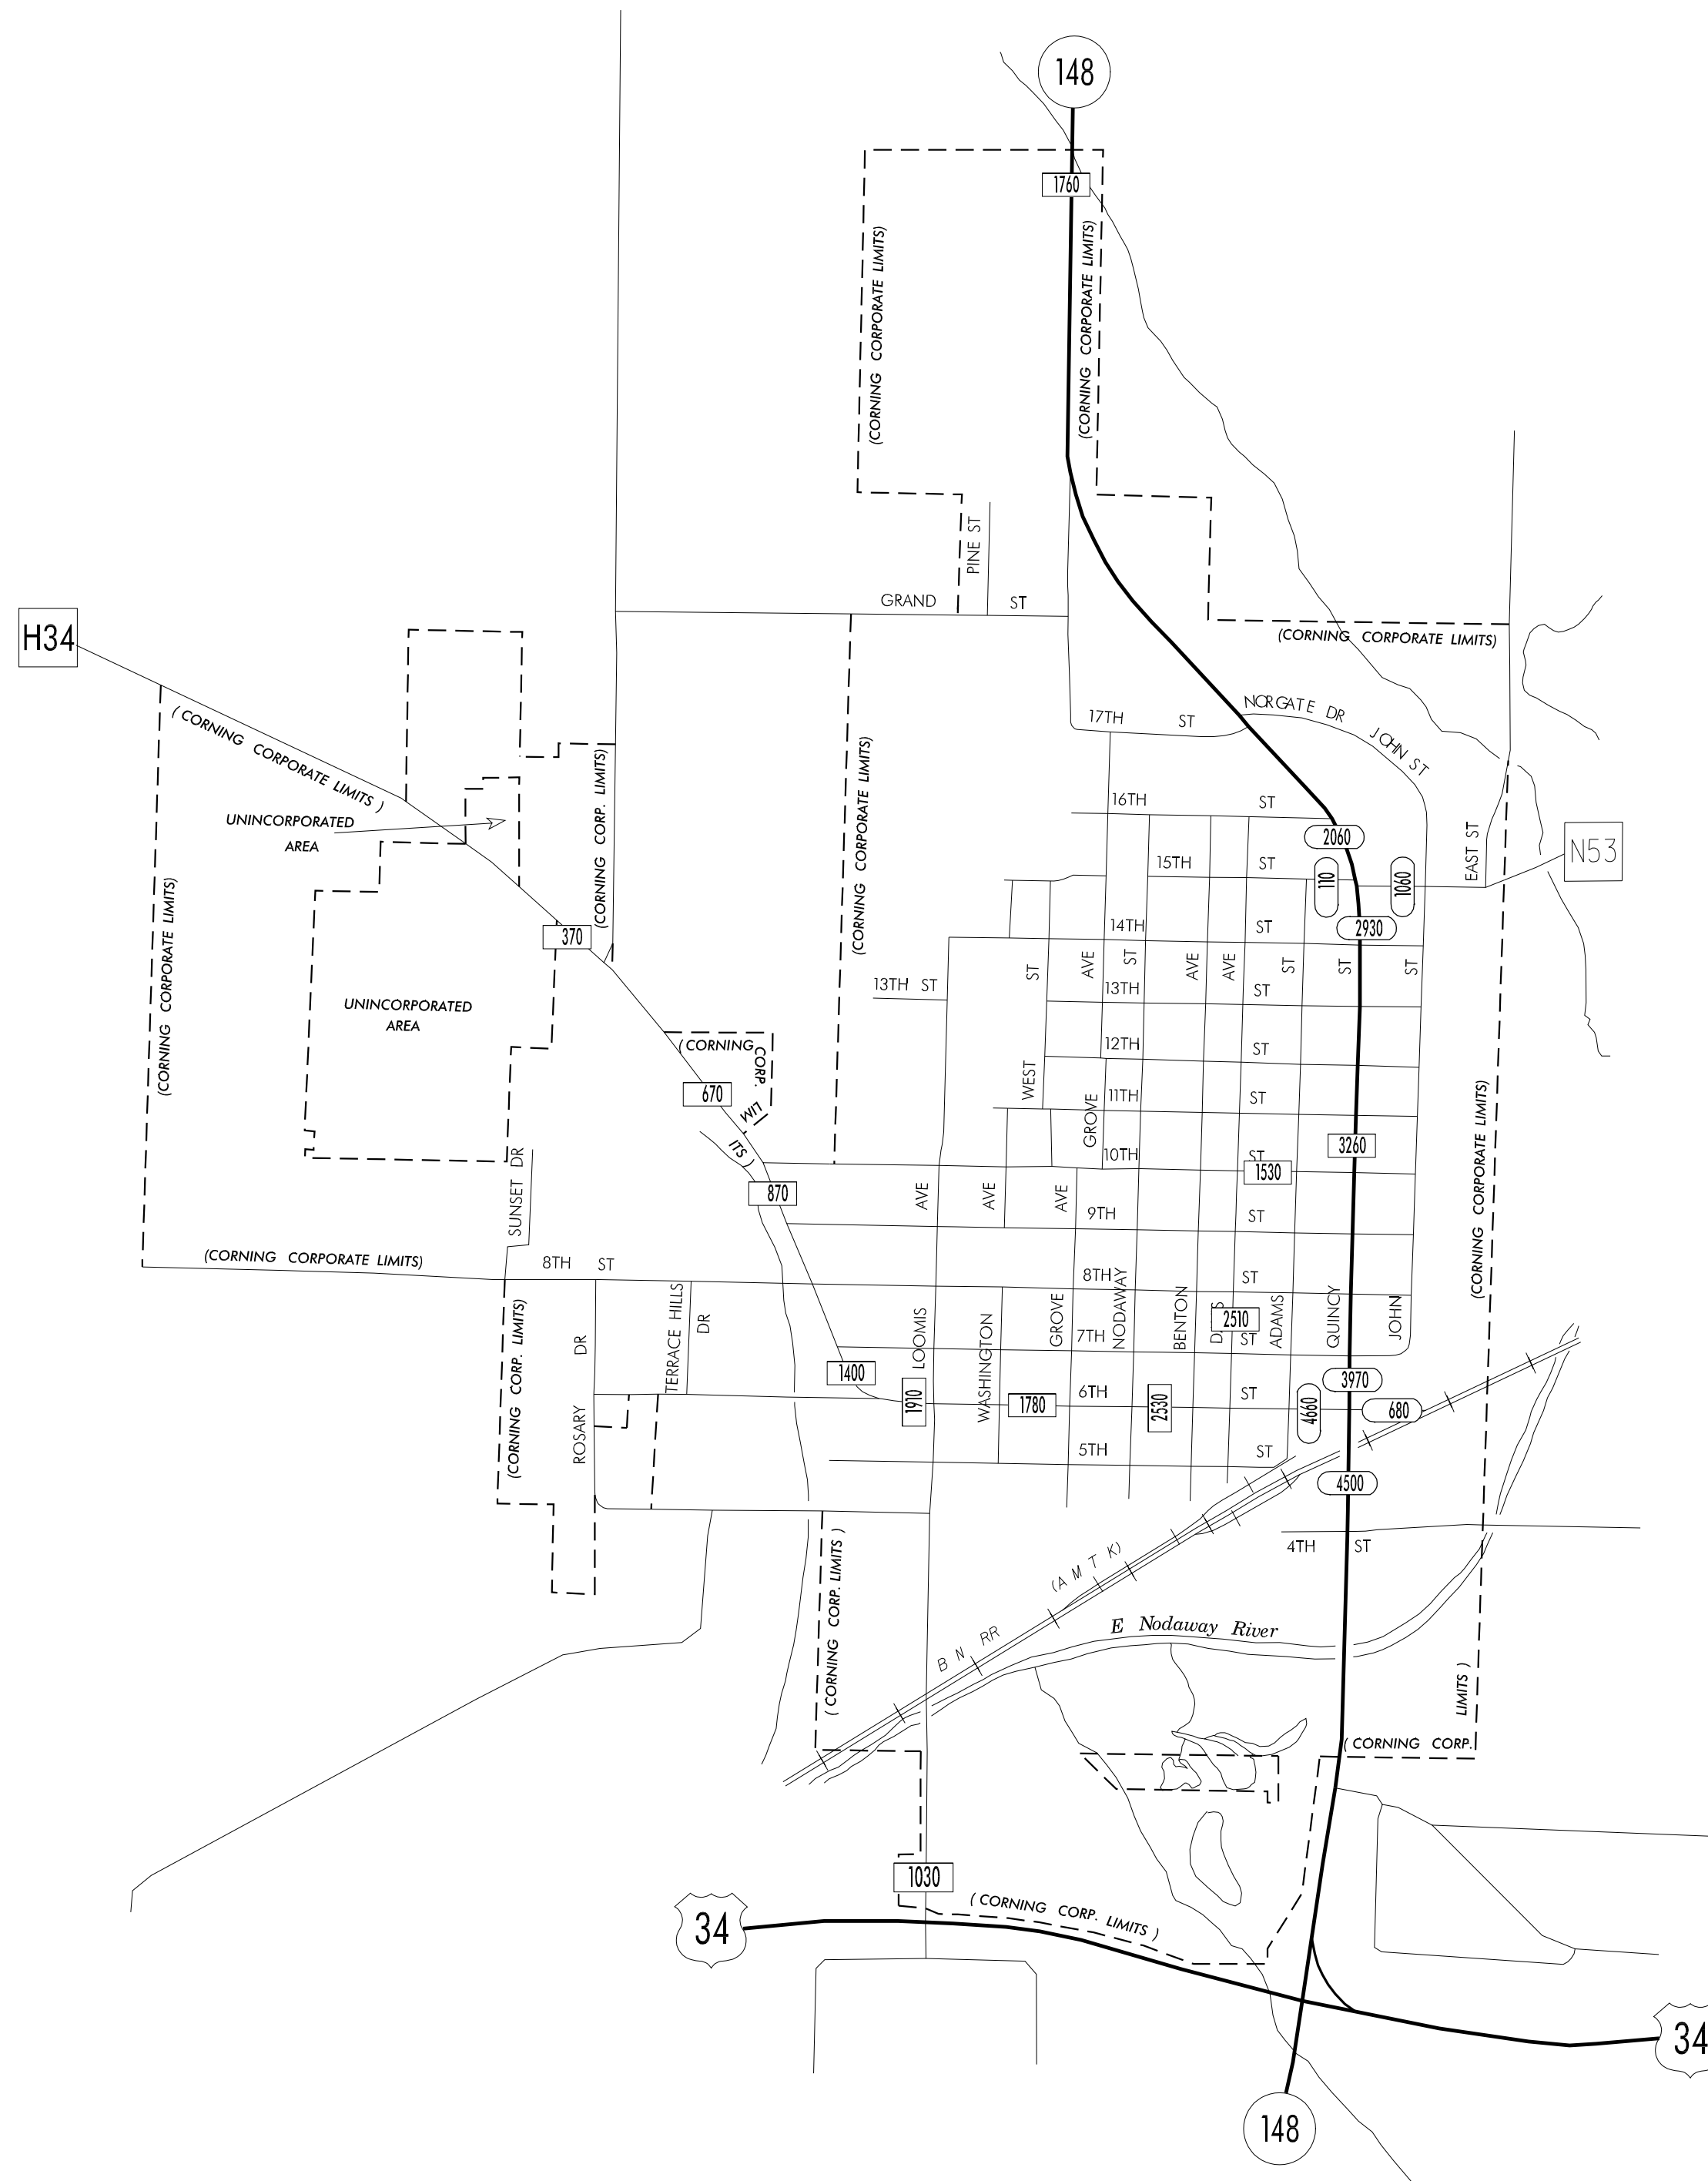 148
1760
(CORNING CORPORATE LIMITS)
(CORNING CORPORATE LIMITS)
PINE ST
GRAND ST
H34
(CORNING CORPORATE LIMITS)
(CORNING CORPORATE LIMITS)
NORGATE DR
JOHN ST
17TH ST
(CORNING CORP. LIMITS)
(CORNING CORPORATE LIMITS)
UNINCORPORATED
AREA
16TH ST
2060
EAST ST
N53
15TH ST
110
1060
(CORNING CORPORATE LIMITS)
370
14TH ST
2930
ST
AVE
ST
AVE
AVE
ST
ST
ST
13TH ST
13TH ST
UNINCORPORATED
AREA
(CORNING CORP. LIMITS)
12TH ST
670
WEST
11TH ST
GROVE
(CORNING CORPORATE LIMITS)
3260
10TH ST
1530
SUNSET DR
870
AVE
AVE
AVE
9TH ST
(CORNING CORPORATE LIMITS)
8TH ST
8TH ST
(CORNING CORP. LIMITS)
TERRACE HILLS
DR
LOOMIS
WASHINGTON
GROVE
NODAWAY
BENTON
2510
ADAMS
QUINCY
JOHN
7TH ST
ROSARY DR
1400
1910
1780
6TH ST
2530
4660
3970
680
5TH ST
4500
4TH ST
(CORNING CORP. LIMITS)
(AMTK)
BN RR
E Nodaway River
(CORNING CORP. LIMITS)
1030
(CORNING CORP. LIMITS)
34
34
148